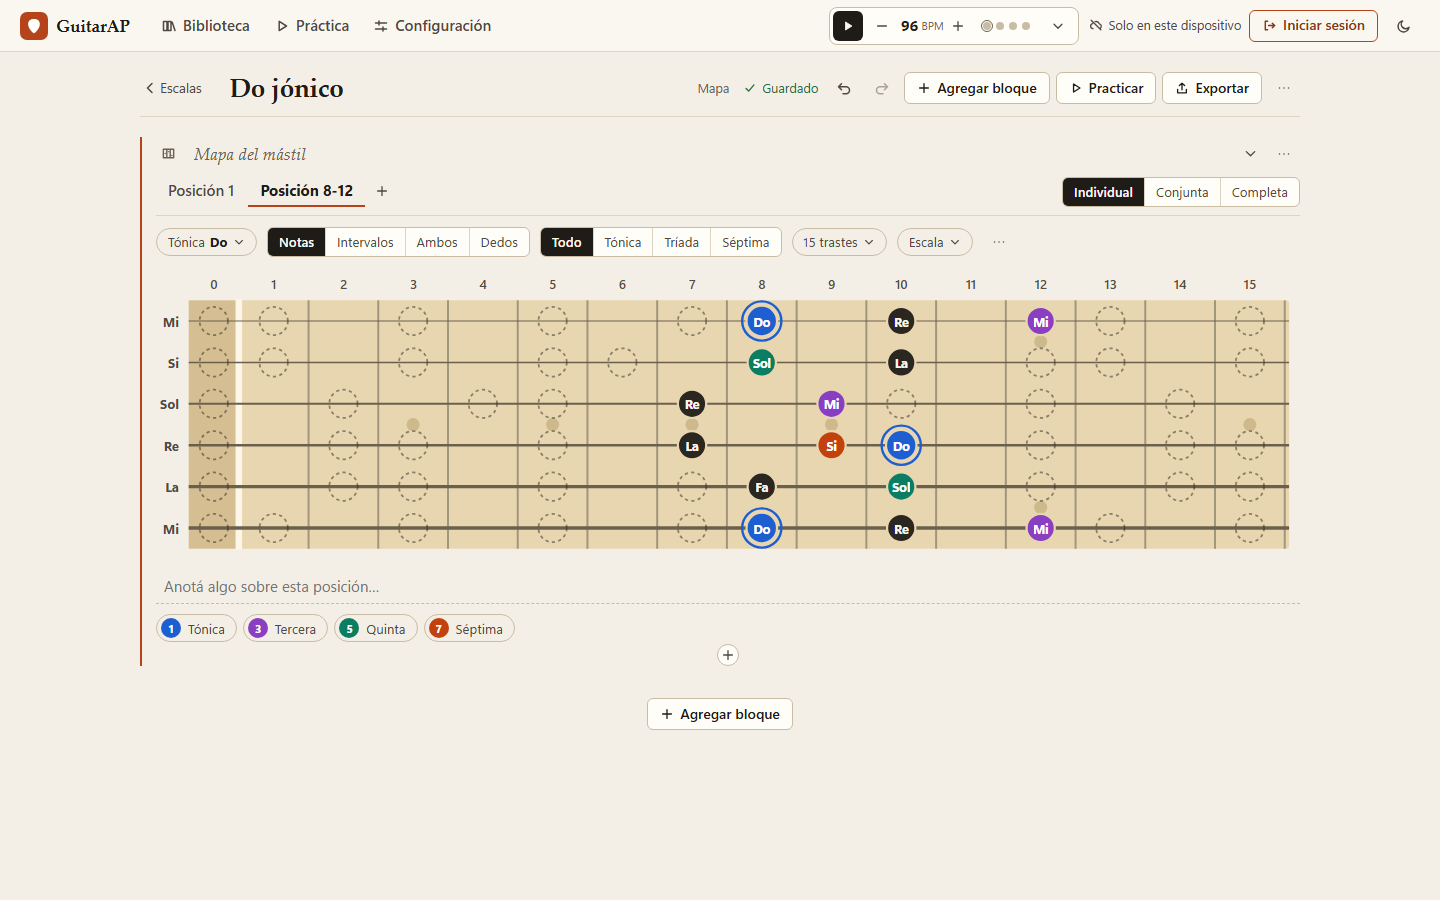 GuitarAP Biblioteca Práctica Configuración 96 BPM Solo en este dispositivo Iniciar sesión
Escalas Do jónico Mapa Guardado Agregar bloque Practicar Exportar ...
Mapa del mástil ...
Posición 1 Posición 8-12 Individual Conjunta Completa
Tónica Do Notas Intervalos Ambos Dedos Todo Tónica Tríada Séptima 15 trastes Escala ...
0 1 2 3 4 5 6 7 8 9 10 11 12 13 14 15
Mi Do Re Mi
Si Sol La
Sol Re Mi
Re La Si Do
La Fa Sol
Mi Do Re Mi
Anotá algo sobre esta posición...
1 Tónica 3 Tercera 5 Quinta 7 Séptima
Agregar bloque